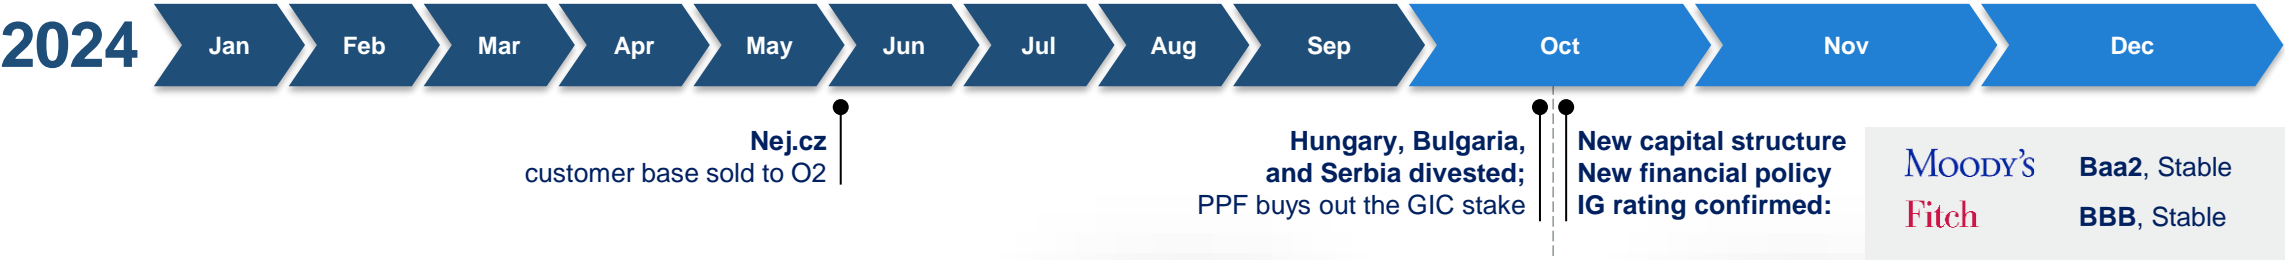 2024
Jan Feb Mar Apr May Jun Jul Aug Sep Oct Nov Dec
Nej.cz
customer base sold to O2
Hungary, Bulgaria,
and Serbia divested;
PPF buys out the GIC stake
New capital structure
New financial policy
IG rating confirmed:
Moody's Baa2, Stable
Fitch BBB, Stable